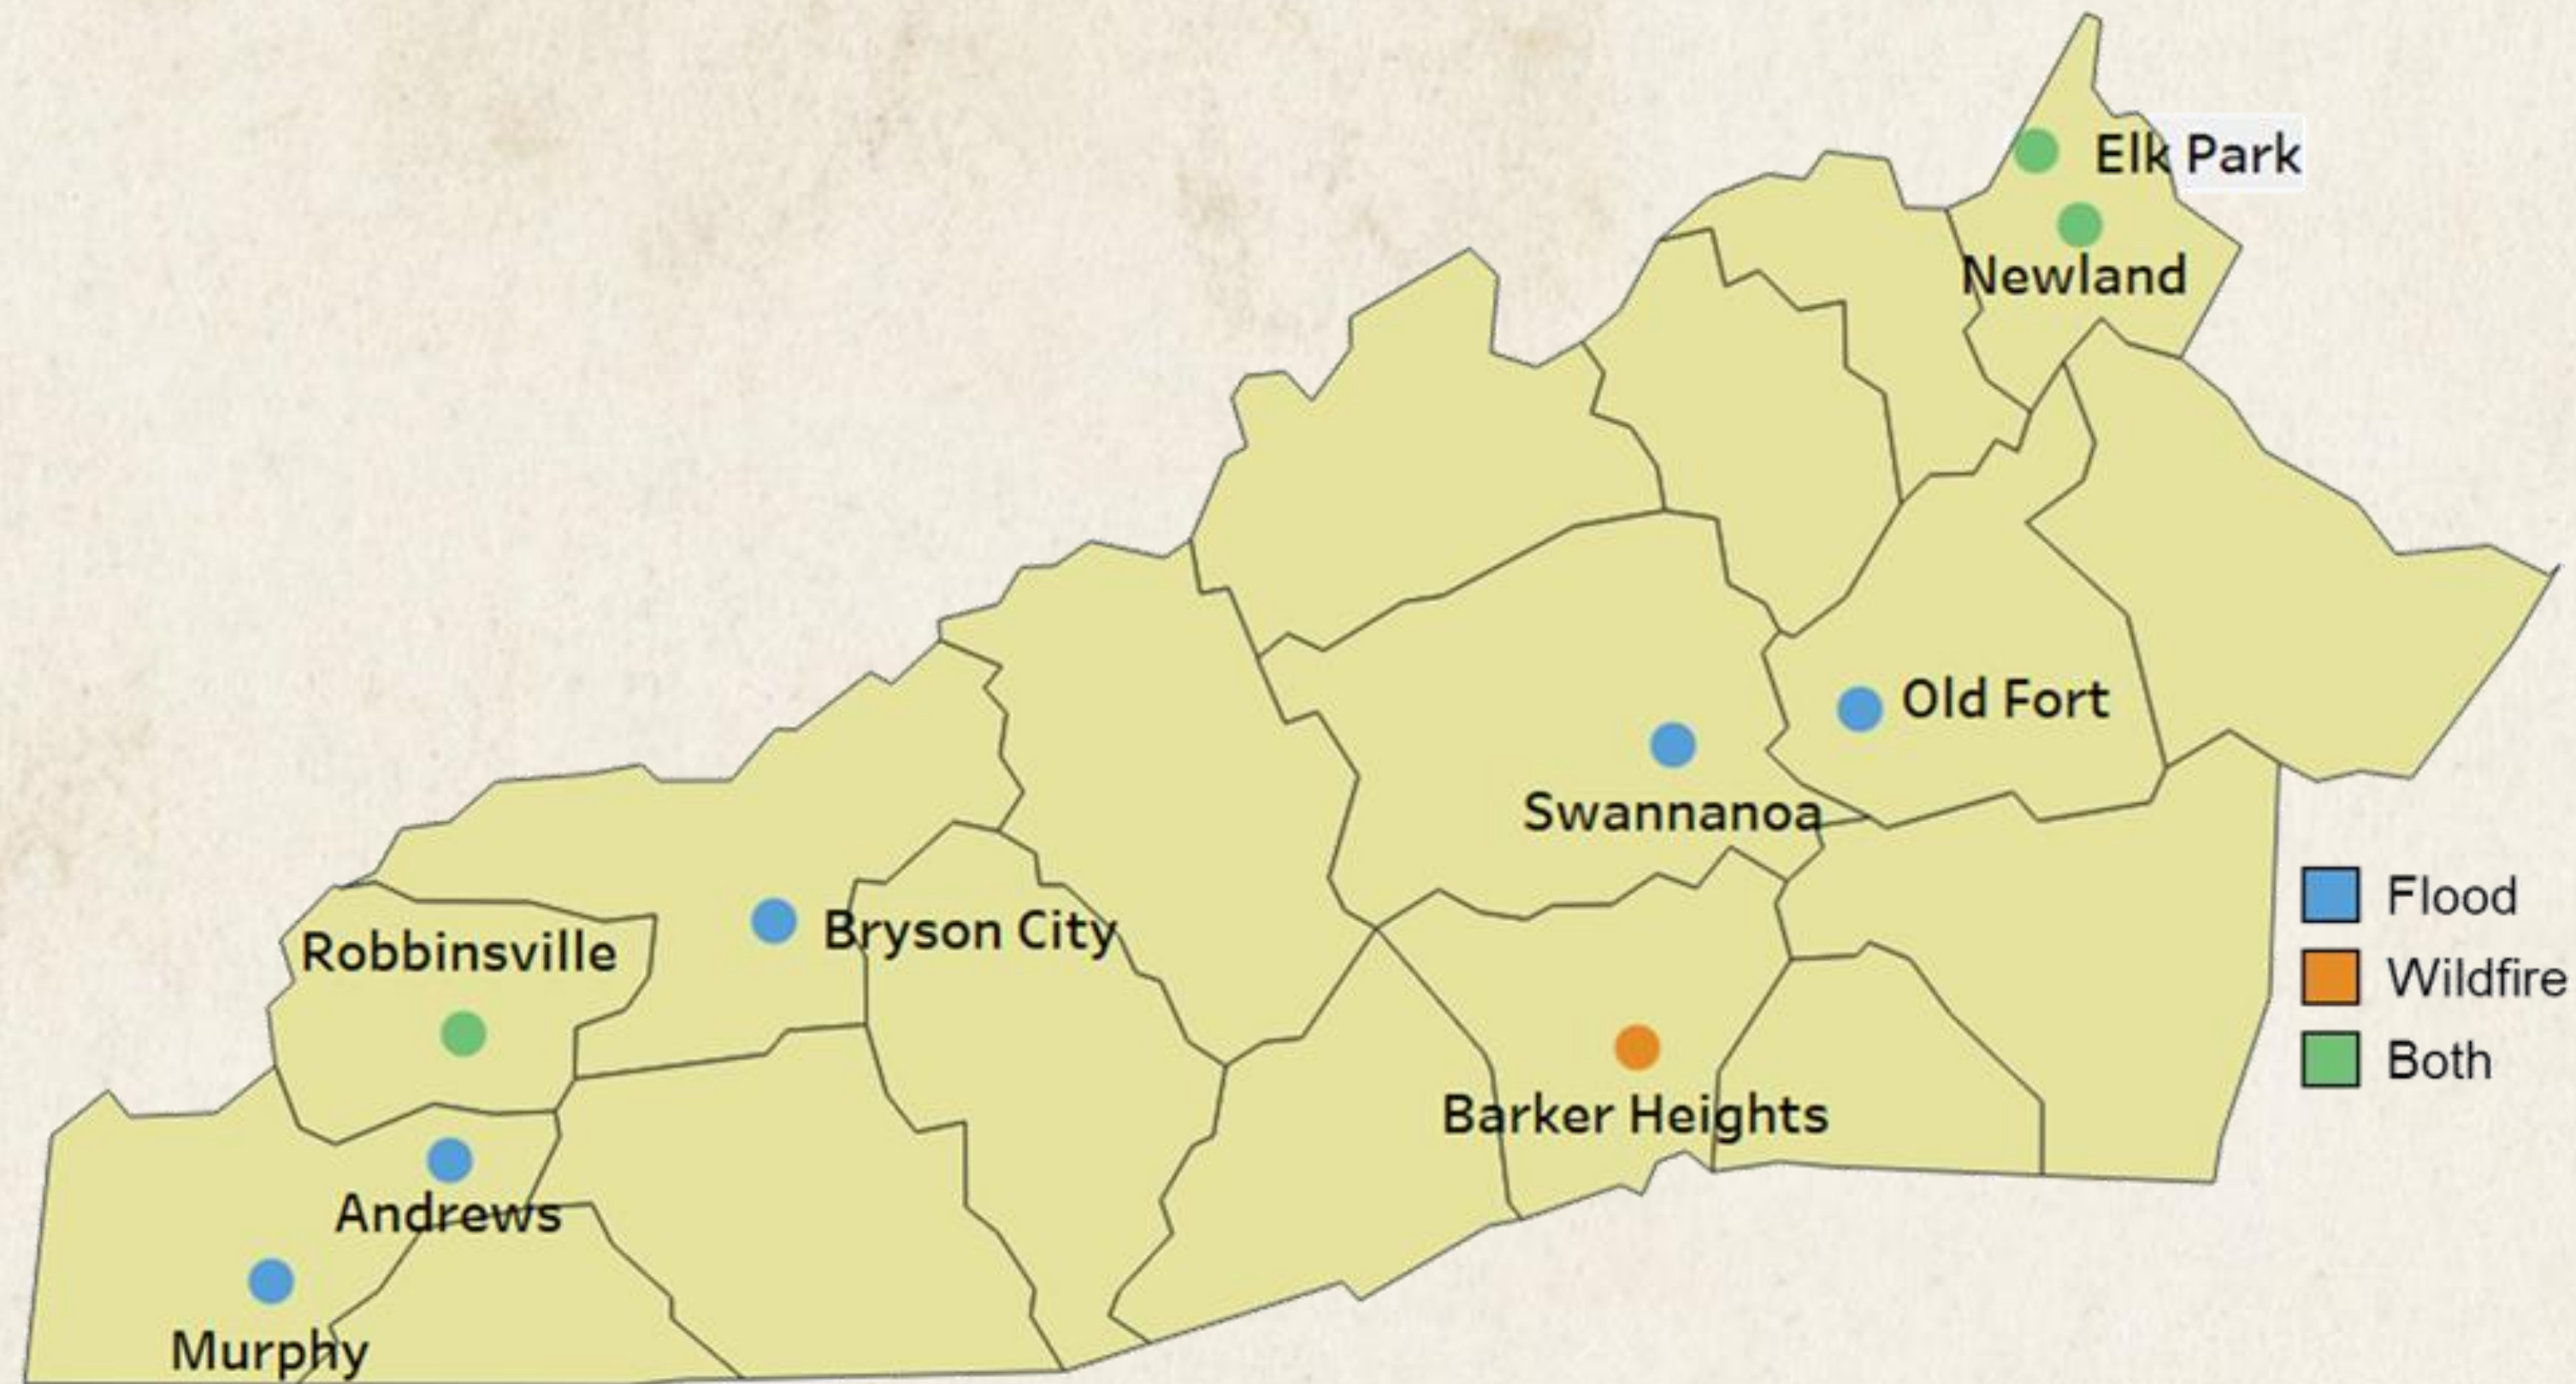 Elk Park
Newland
Old Fort
Swannanoa
Bryson City
Robbinsville
Barker Heights
Andrews
Murphy
Flood
Wildfire
Both